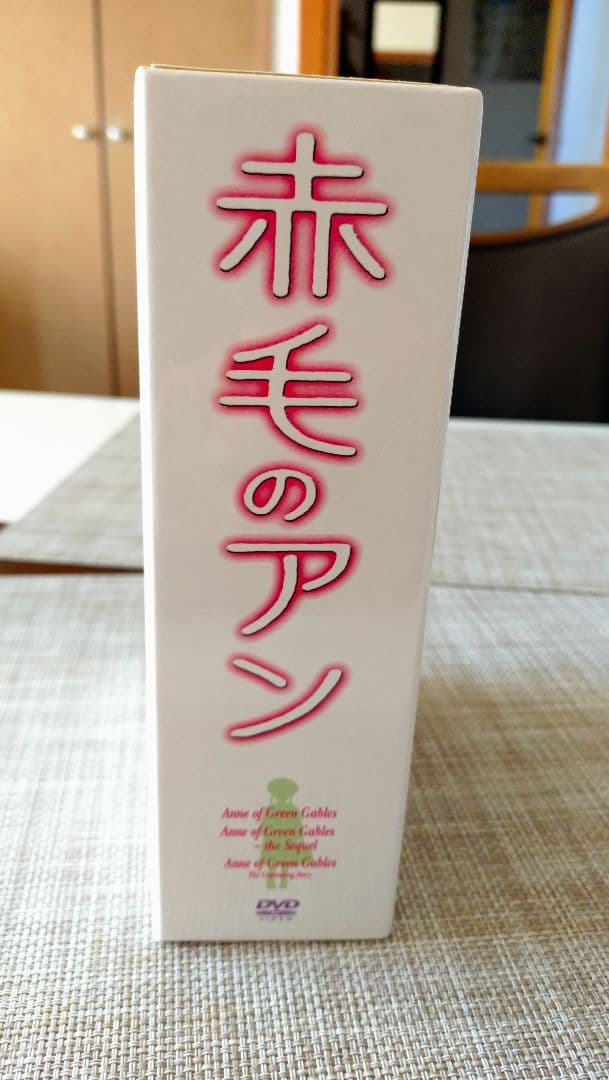 赤毛のアン
Anne of Green Gables
Anne of Green Gables
– the Sequel
Anne of Green Gables
The Continuing Story
DVD
VIDEO